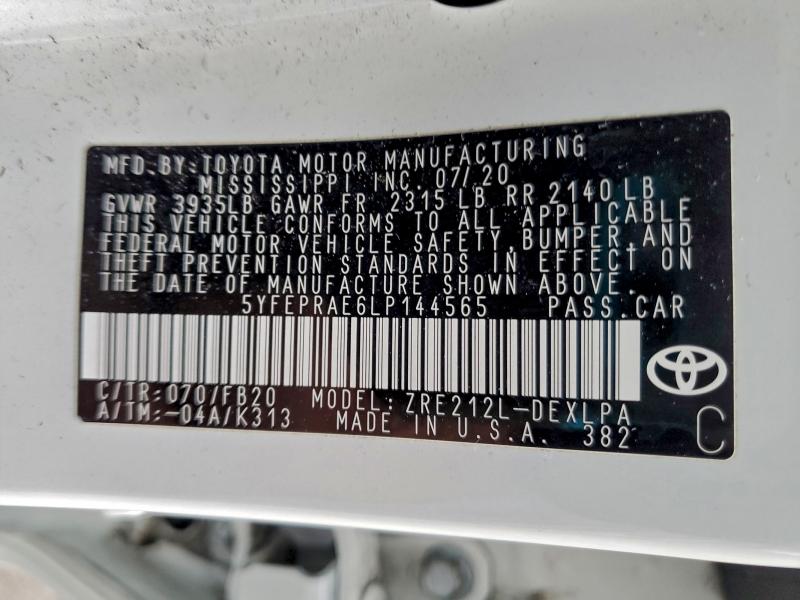 MFD.BY:TOYOTA MOTOR MANUFACTURING
MISSISSIPPI INC. 07/20
GVWR 3935LB GAWR FR 2315 LB RR 2140 LB
THIS VEHICLE CONFORMS TO ALL APPLICABLE
FEDERAL MOTOR VEHICLE SAFETY,BUMPER,AND
THEFT PREVENTION STANDARDS IN EFFECT ON
THE DATE OF MANUFACTURE SHOWN ABOVE.
5YFEPRAE6LP144565 PASS.CAR
C/TR:070/FB20 MODEL:ZRE212L-DEXLPA
A/TM:-04A/K313 MADE IN U.S.A. 382
C